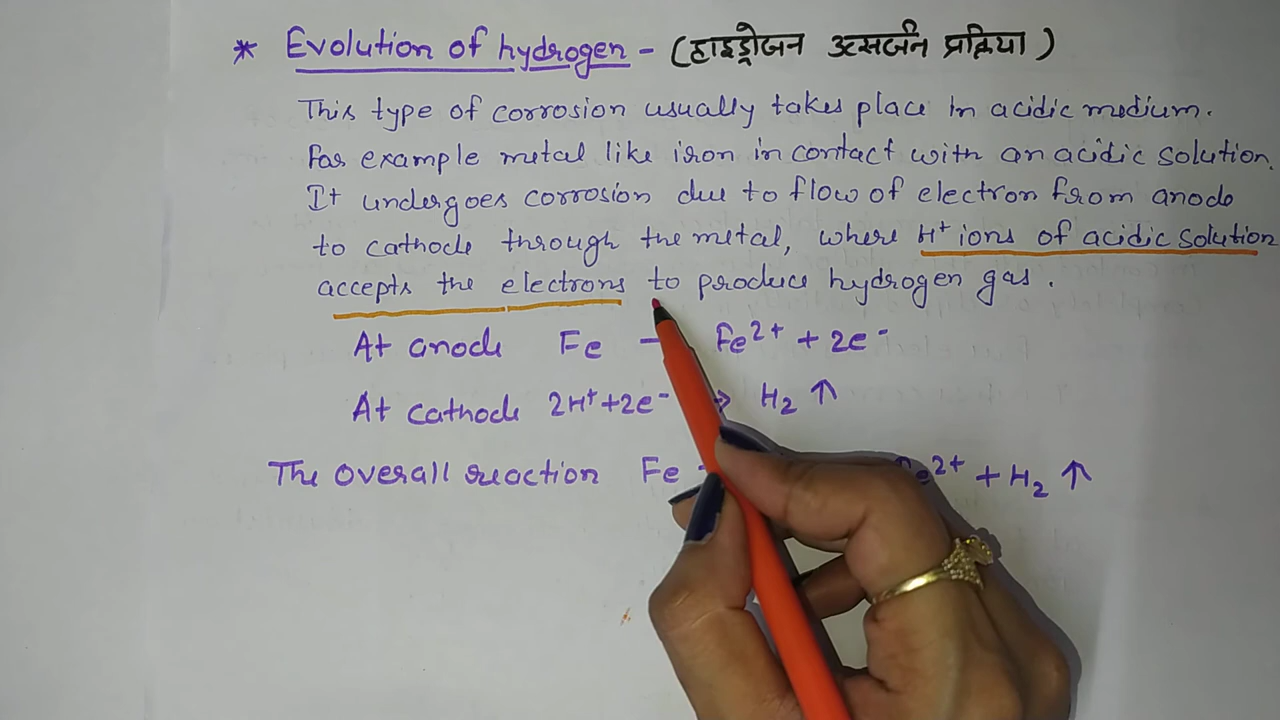 * Evolution of hydrogen - (हाइड्रोजन उत्सर्जन प्रक्रिया)
This type of corrosion usually takes place in acidic medium.
For example metal like iron in contact with an acidic solution.
It undergoes corrosion due to flow of electron from anode
to cathode through the metal, where H⁺ ions of acidic solution
accepts the electrons to produce hydrogen gas.
At anode Fe - Fe²⁺ + 2e⁻
At cathode 2H⁺+2e⁻ → H₂ ↑
The overall reaction Fe Fe²⁺ + H₂ ↑